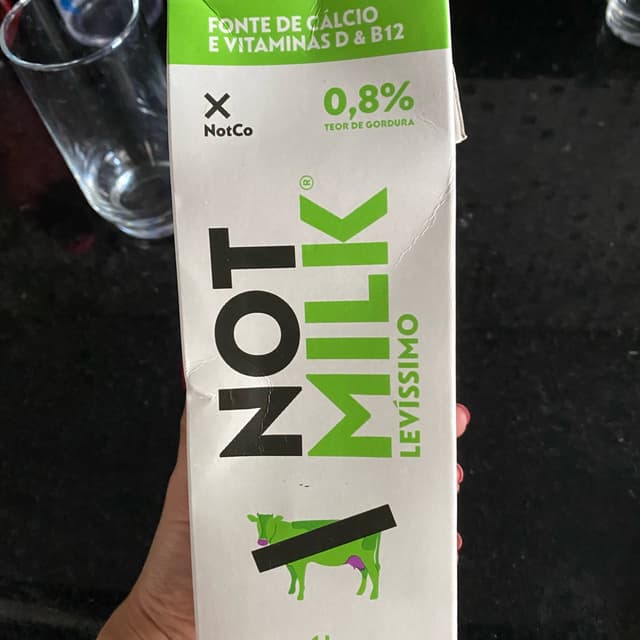 FONTE DE CÁLCIO
E VITAMINAS D & B12
NotCo
0,8%
TEOR DE GORDURA
NOT
MILK®
LEVÍSSIMO